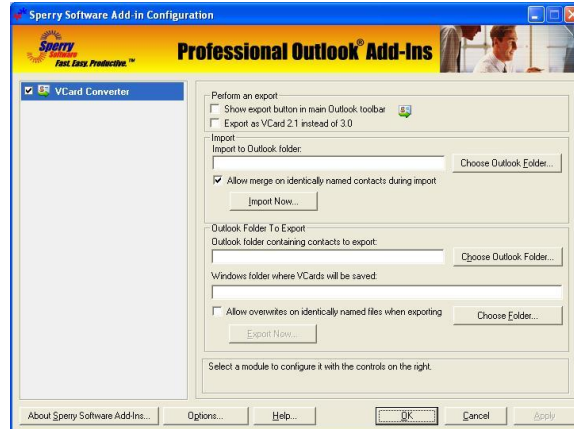 Sperry Software Add-in Configuration
Sperry
Software
Fast. Easy. Productive. ™
Professional Outlook® Add-Ins
VCard Converter
Perform an export
Show export button in main Outlook toolbar
Export as VCard 2.1 instead of 3.0
Import
Import to Outlook folder:
Choose Outlook Folder...
Allow merge on identically named contacts during import
Import Now...
Outlook Folder To Export
Outlook folder containing contacts to export:
Choose Outlook Folder...
Windows folder where VCards will be saved:
Allow overwrites on identically named files when exporting
Choose Folder...
Export Now...
Select a module to configure it with the controls on the right.
About Sperry Software Add-Ins... Options... Help... OK Cancel Apply